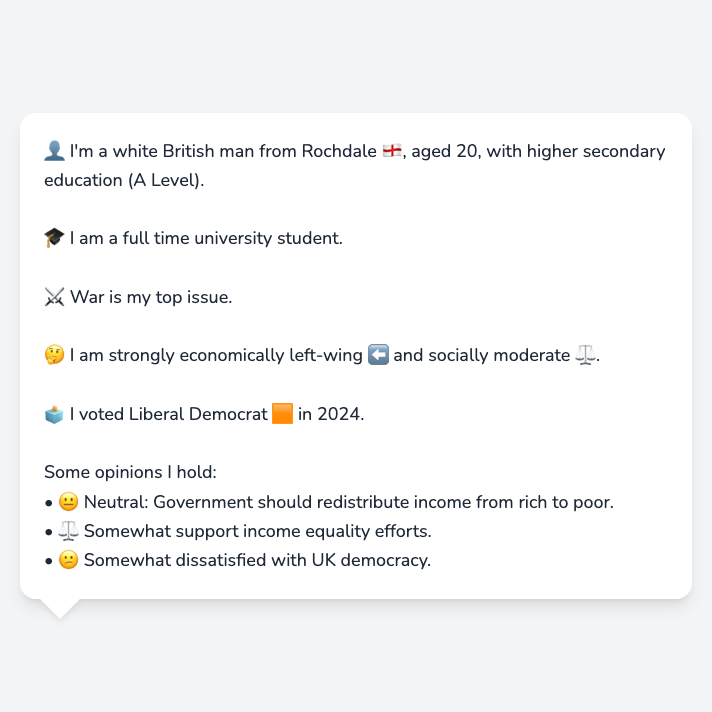 👤 I'm a white British man from Rochdale 🏴󠁧󠁢󠁥󠁮󠁧󠁿, aged 20, with higher secondary
education (A Level).
🎓 I am a full time university student.
⚔️ War is my top issue.
🤔 I am strongly economically left-wing ⬅️ and socially moderate ⚖️.
🗳️ I voted Liberal Democrat 🟧 in 2024.
Some opinions I hold:
• 😐 Neutral: Government should redistribute income from rich to poor.
• ⚖️ Somewhat support income equality efforts.
• 😕 Somewhat dissatisfied with UK democracy.